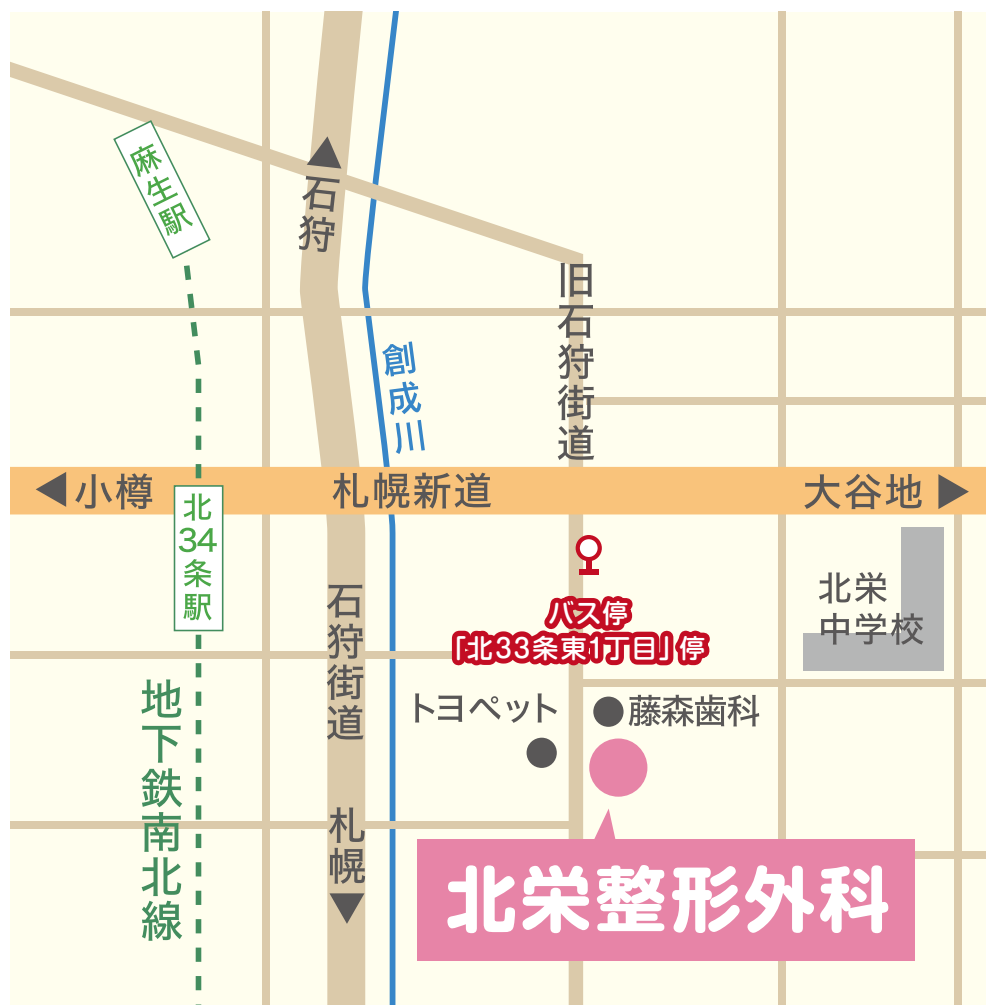 麻生駅
▲石狩
旧石狩街道
創成川
◀小樽
札幌新道
大谷地▶
北34条駅
バス停
「北33条東1丁目」停
北栄
中学校
石狩街道
地下鉄南北線
トヨペット
藤森歯科
札幌▼
北栄整形外科